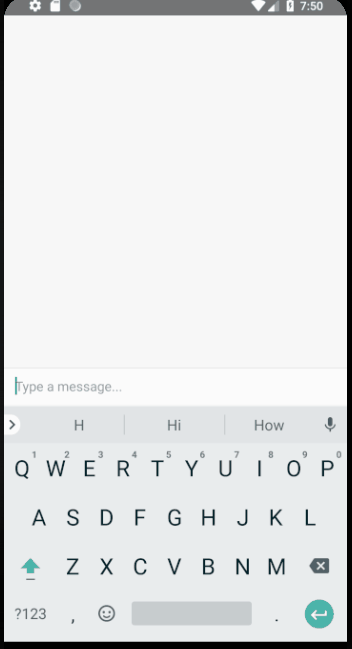 7:50
Type a message...
H Hi How
1 2 3 4 5 6 7 8 9 0
Q W E R T Y U I O P
A S D F G H J K L
Z X C V B N M
?123 , .